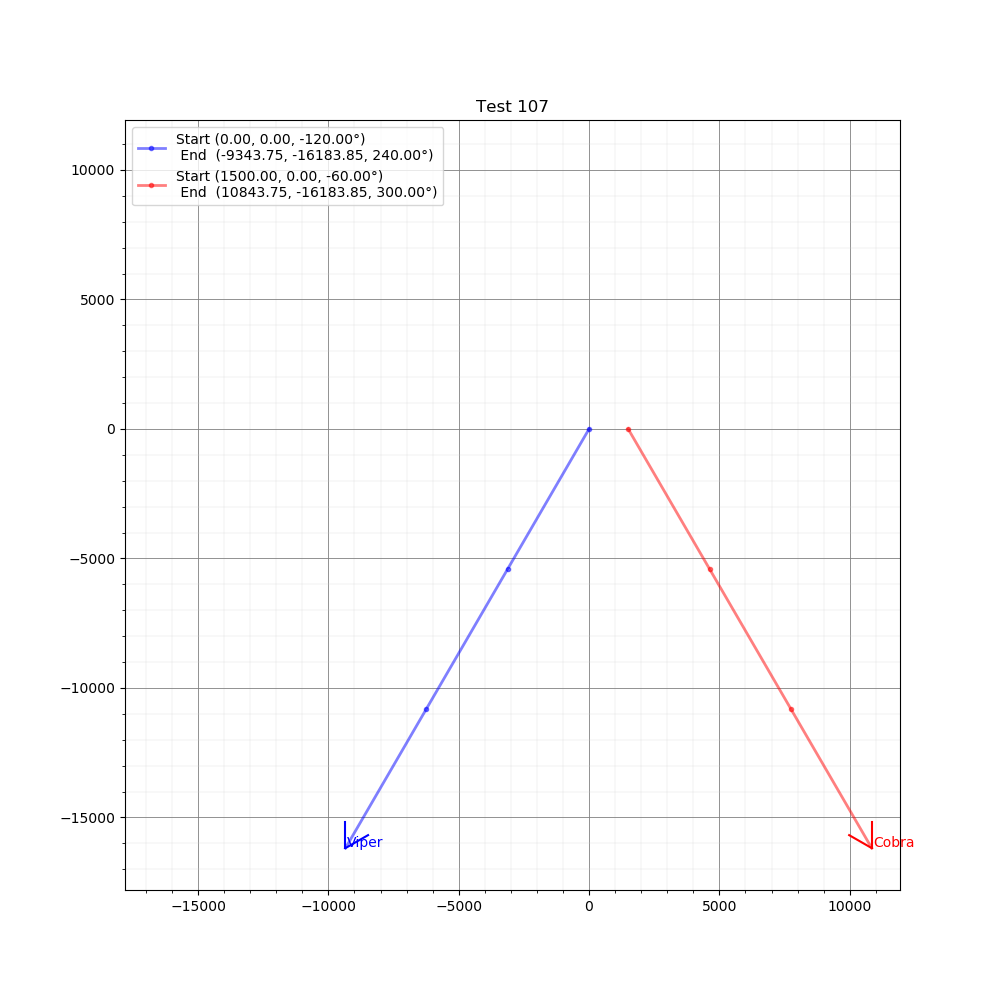 Test 107
Start (0.00, 0.00, -120.00°)
End (-9343.75, -16183.85, 240.00°)
Start (1500.00, 0.00, -60.00°)
End (10843.75, -16183.85, 300.00°)
10000
5000
0
−5000
−10000
−15000
Viper
Cobra
−15000
−10000
−5000
0
5000
10000